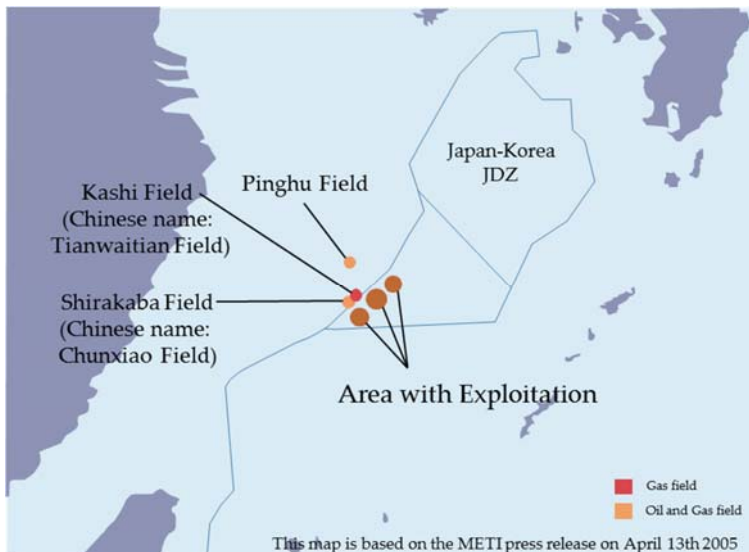 Japan-Korea
JDZ
Pinghu Field
Kashi Field
(Chinese name:
Tianwaitian Field)
Shirakaba Field
(Chinese name:
Chunxiao Field)
Area with Exploitation
Gas field
Oil and Gas field
This map is based on the METI press release on April 13th 2005